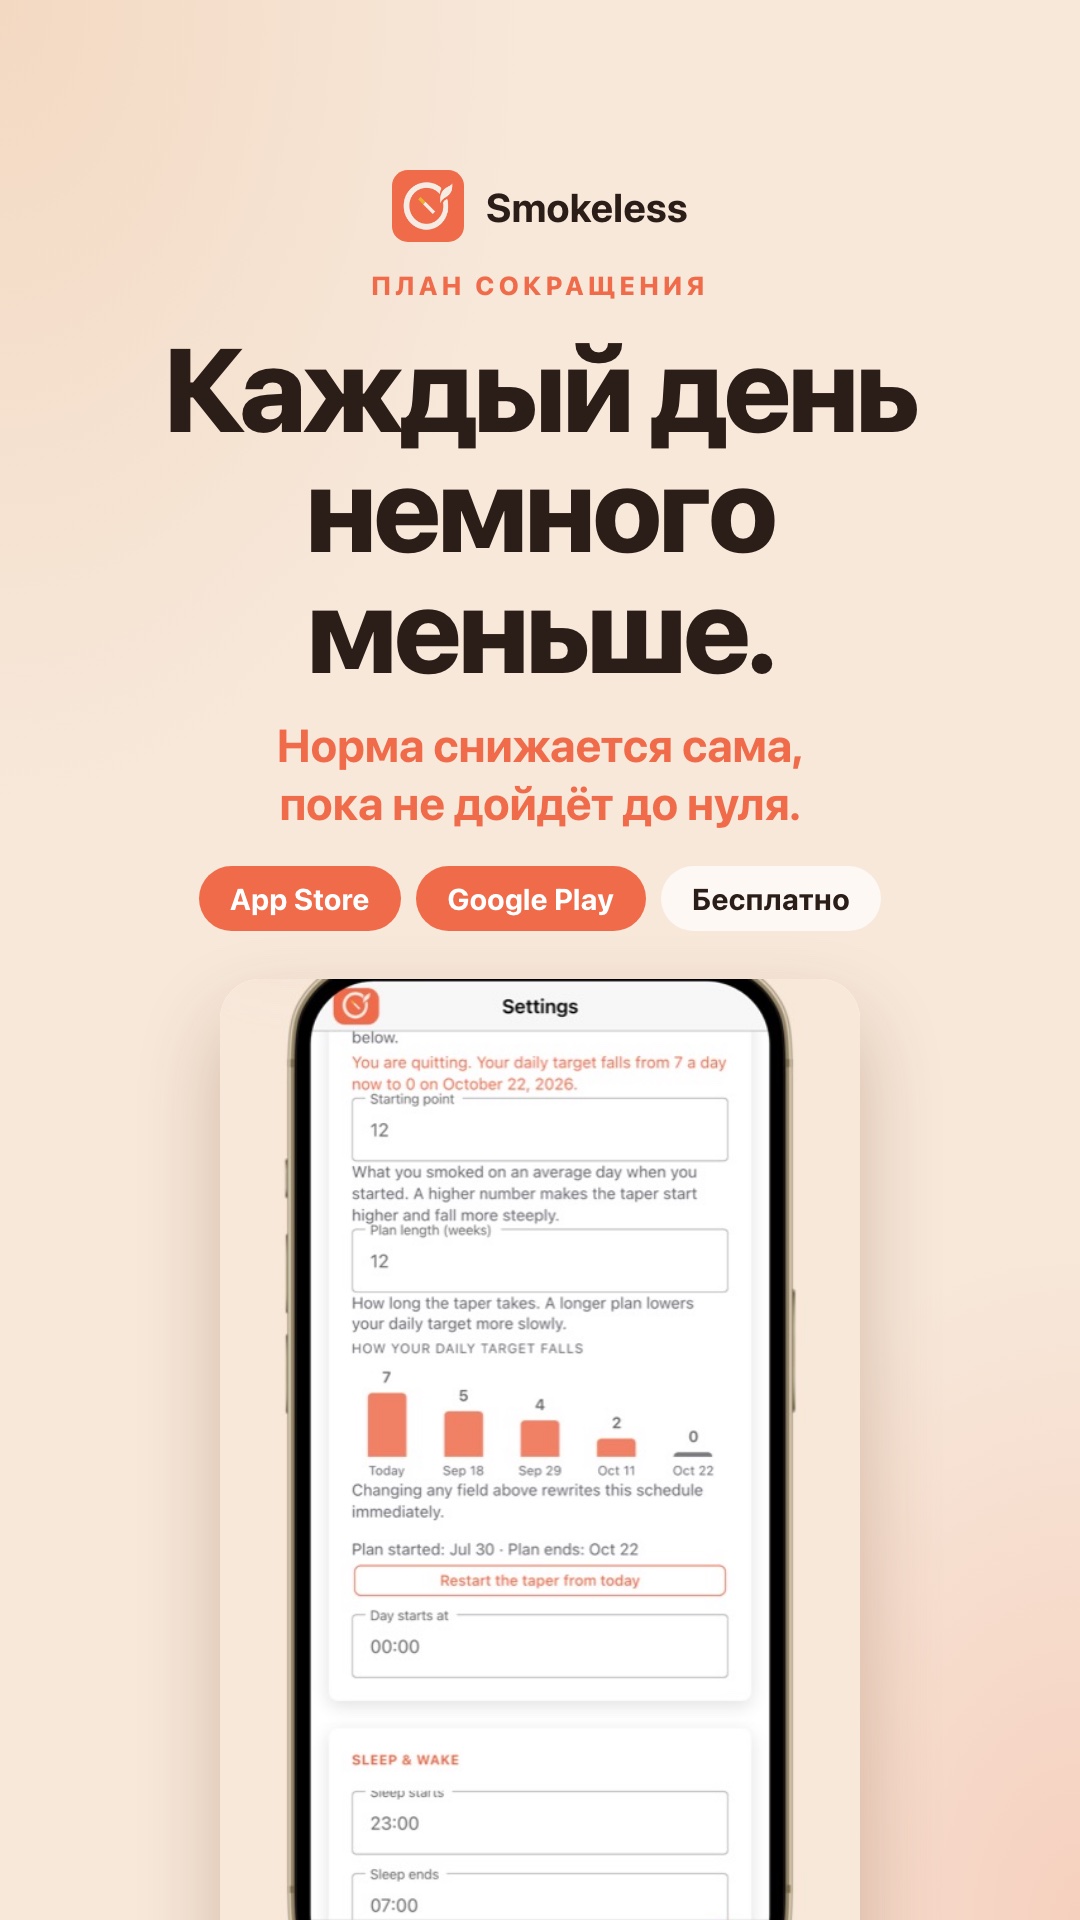 Smokeless
ПЛАН СОКРАЩЕНИЯ
Каждый день
немного
меньше.
Норма снижается сама,
пока не дойдёт до нуля.
App Store
Google Play
Бесплатно
Settings
below.
You are quitting. Your daily target falls from 7 a day
now to 0 on October 22, 2026.
Starting point
12
What you smoked on an average day when you
started. A higher number makes the taper start
higher and fall more steeply.
Plan length (weeks)
12
How long the taper takes. A longer plan lowers
your daily target more slowly.
HOW YOUR DAILY TARGET FALLS
7 5 4 2 0
Today Sep 18 Sep 29 Oct 11 Oct 22
Changing any field above rewrites this schedule
immediately.
Plan started: Jul 30 · Plan ends: Oct 22
Restart the taper from today
Day starts at
00:00
SLEEP & WAKE
Sleep starts
23:00
Sleep ends
07:00